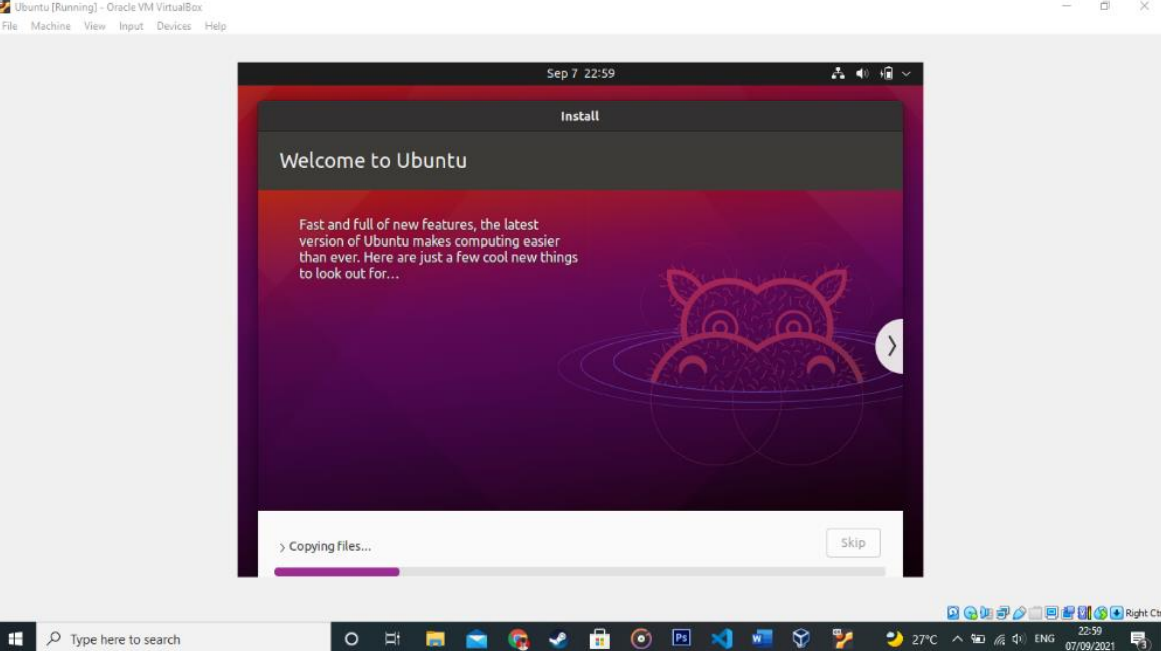 Ubuntu [Running] - Oracle VM VirtualBox
File Machine View Input Devices Help
Sep 7 22:59
Install
Welcome to Ubuntu
Fast and full of new features, the latest
version of Ubuntu makes computing easier
than ever. Here are just a few cool new things
to look out for...
Copying files...
Skip
Right Ct
Type here to search
Ps
W
27°C
ENG
22:59
07/09/2021
3